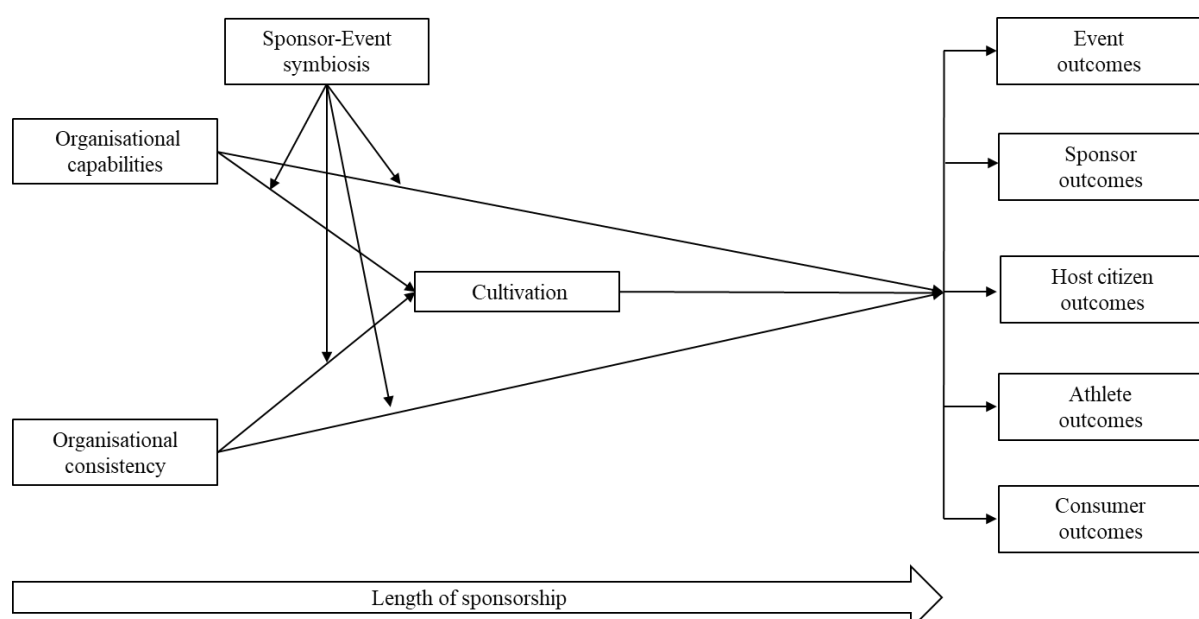 Sponsor-Event
symbiosis
Organisational
capabilities
Organisational
consistency
Cultivation
Event
outcomes
Sponsor
outcomes
Host citizen
outcomes
Athlete
outcomes
Consumer
outcomes
Length of sponsorship